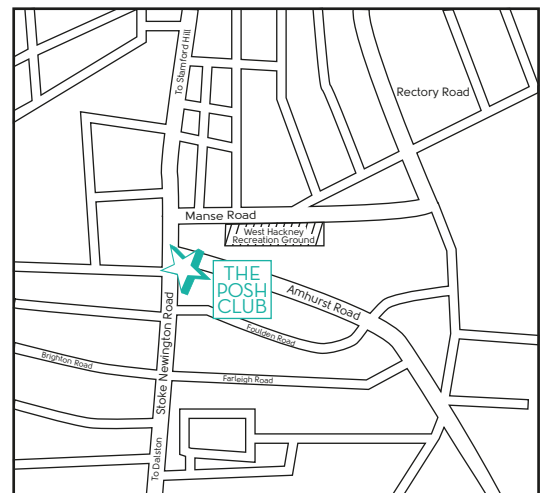 To Stamford Hill
Rectory Road
Manse Road
West Hackney
Recreation Ground
THE
POSH
CLUB
Amhurst Road
Stoke Newington Road
Foulden Road
Brighton Road
Farleigh Road
To Dalston